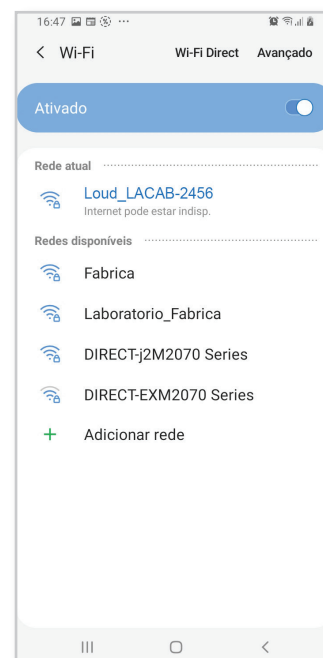 16:47
Wi-Fi Wi-Fi Direct Avançado
Ativado
Rede atual
Loud_LACAB-2456
Internet pode estar indisp.
Redes disponíveis
Fabrica
Laboratorio_Fabrica
DIRECT-j2M2070 Series
DIRECT-EXM2070 Series
Adicionar rede